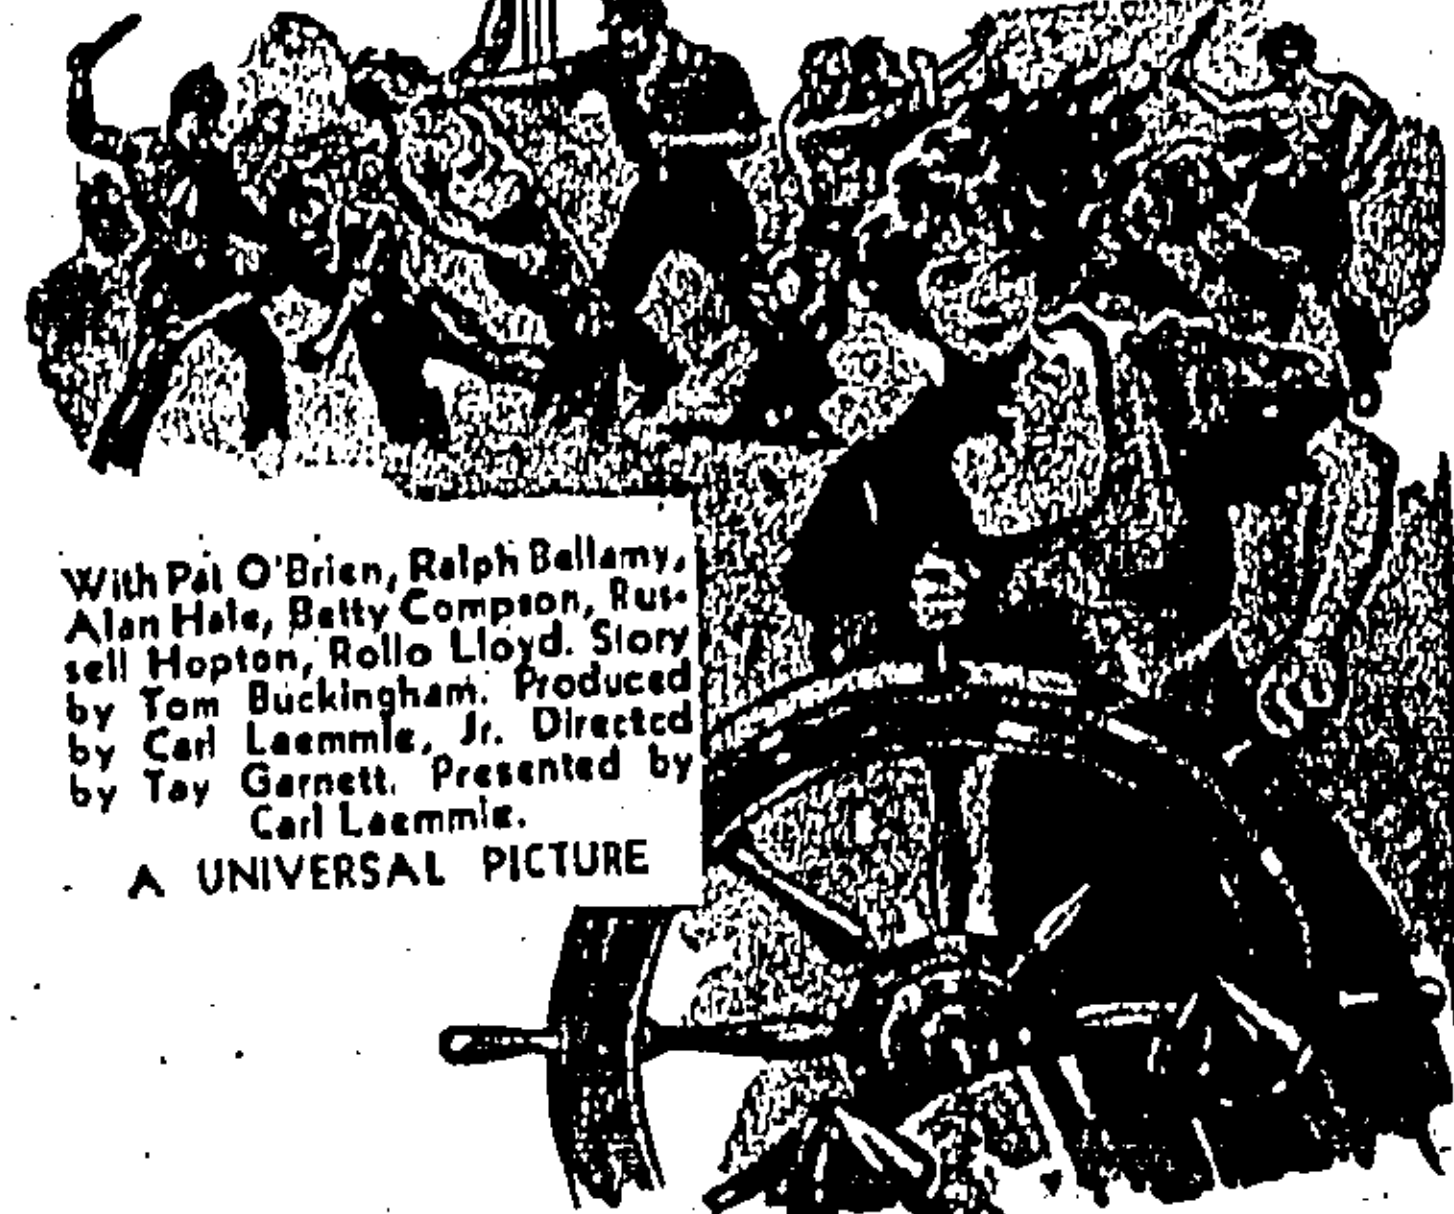 With Pat O'Brien, Ralph Bellamy,
Alan Hale, Betty Compson, Rus-
sell Hopton, Rollo Lloyd. Story
by Tom Buckingham. Produced
by Carl Laemmle, Jr. Directed
by Tay Garnett. Presented by
Carl Laemmle.
A UNIVERSAL PICTURE